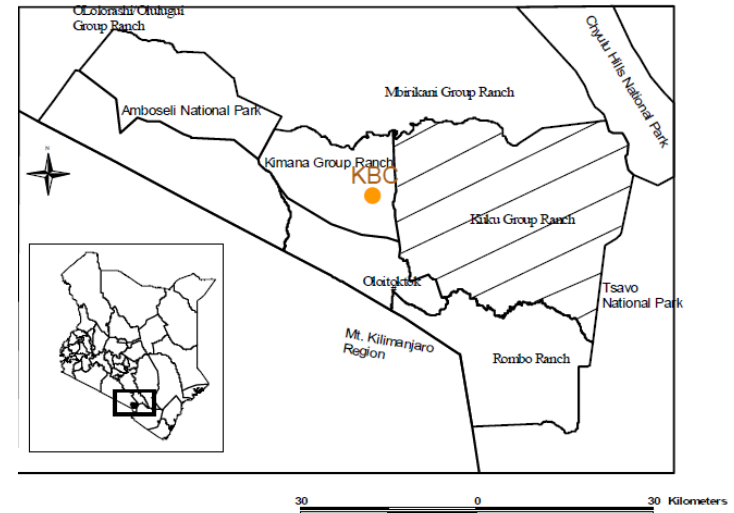 OLolorashi/Olulugui
Group Ranch
Chyulu Hills National Park
Mbirikani Group Ranch
Amboseli National Park
Kimana Group Ranch
KBC
N
Kuku Group Ranch
Oloitoktok
Tsavo
National Park
Mt. Kilimanjaro
Region
Rombo Ranch
30 0 30 Kilometers